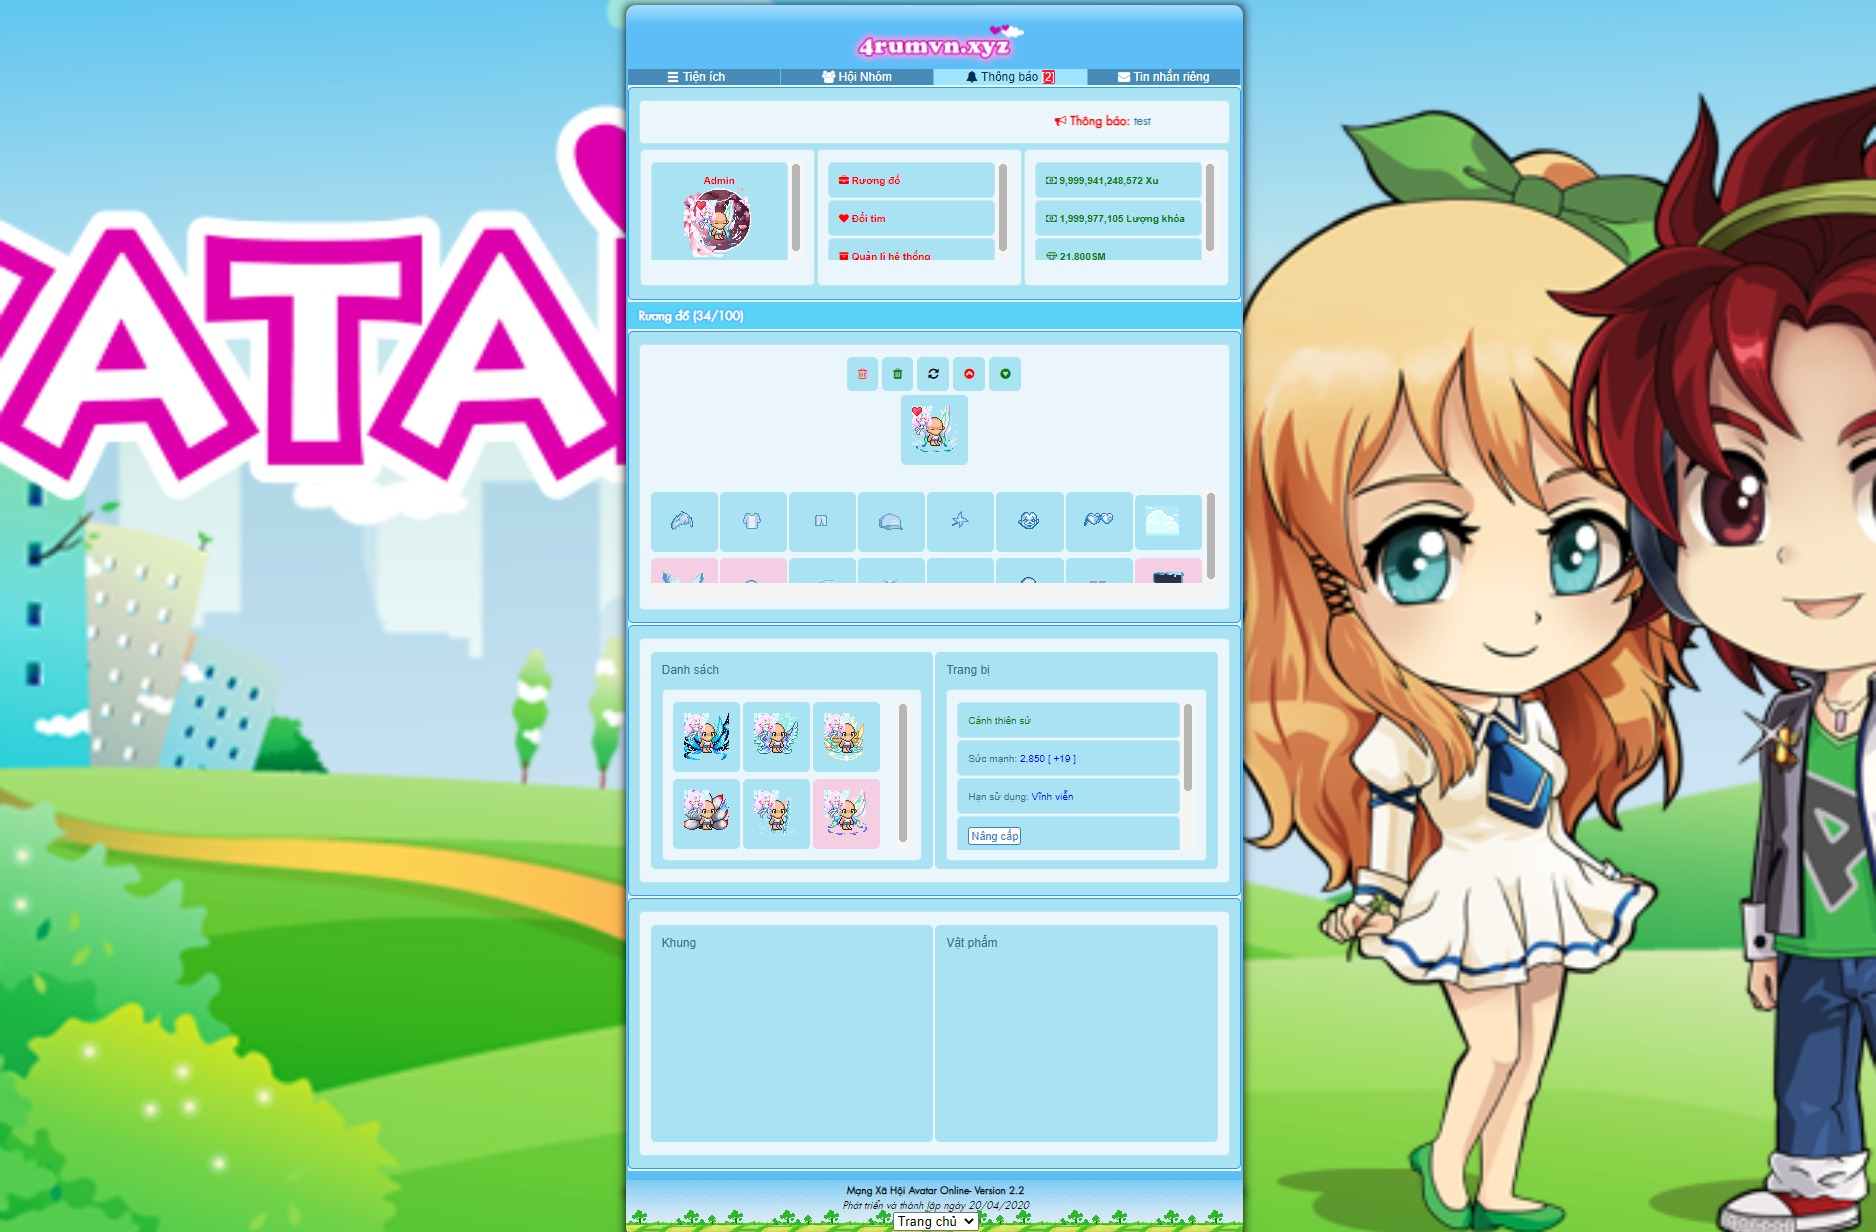 4rumvn.xyz
Tiện ích
Hội Nhóm
Thông báo [2]
Tin nhắn riêng
Thông báo: test
Admin
Rương đồ
Đổi tim
Quản lí hệ thống
9,999,941,248,572 Xu
1,999,977,105 Lượng khóa
21,800SM
Rương đồ (34/100)
Danh sách
Trang bị
Cánh thiên sứ
Sức mạnh: 2,850 [ +19 ]
Hạn sử dụng: Vĩnh viễn
Nâng cấp
Khung
Vật phẩm
Mạng Xã Hội Avatar Online- Version 2.2
Phát triển và thành lập ngày 20/04/2020
Trang chủ
ATA